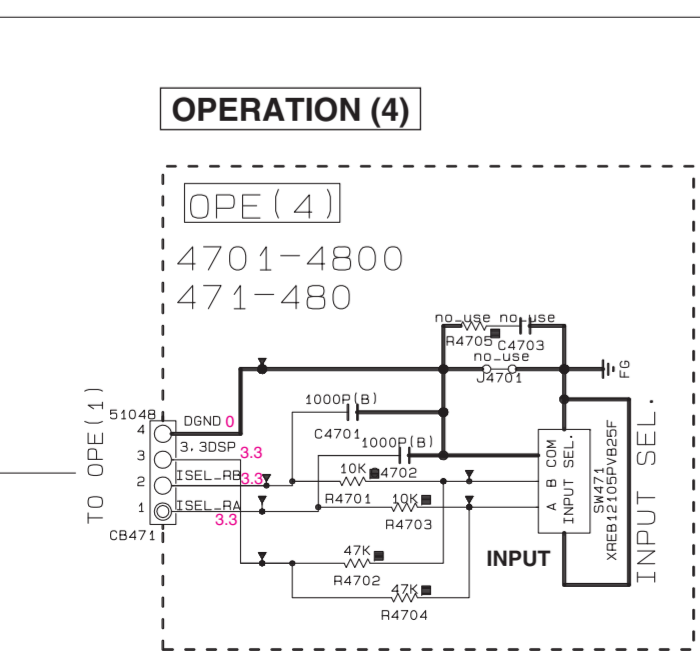 OPERATION (4)
OPE(4)
4701-4800
471-480
no_use no_use
R4705 C4703
no_use
J4701
FG
TO OPE(1)
51048
4 DGND 0
3 3,3DSP 3.3
2 ISEL_RB 3.3
1 ISEL_RA
3.3
CB471
1000P(B)
C4701
1000P(B)
C4702
10K
R4701
10K
R4703
47K
R4702
47K
R4704
INPUT
A B COM
INPUT SEL.
SW471
XREB12105PVB25F
INPUT SEL.